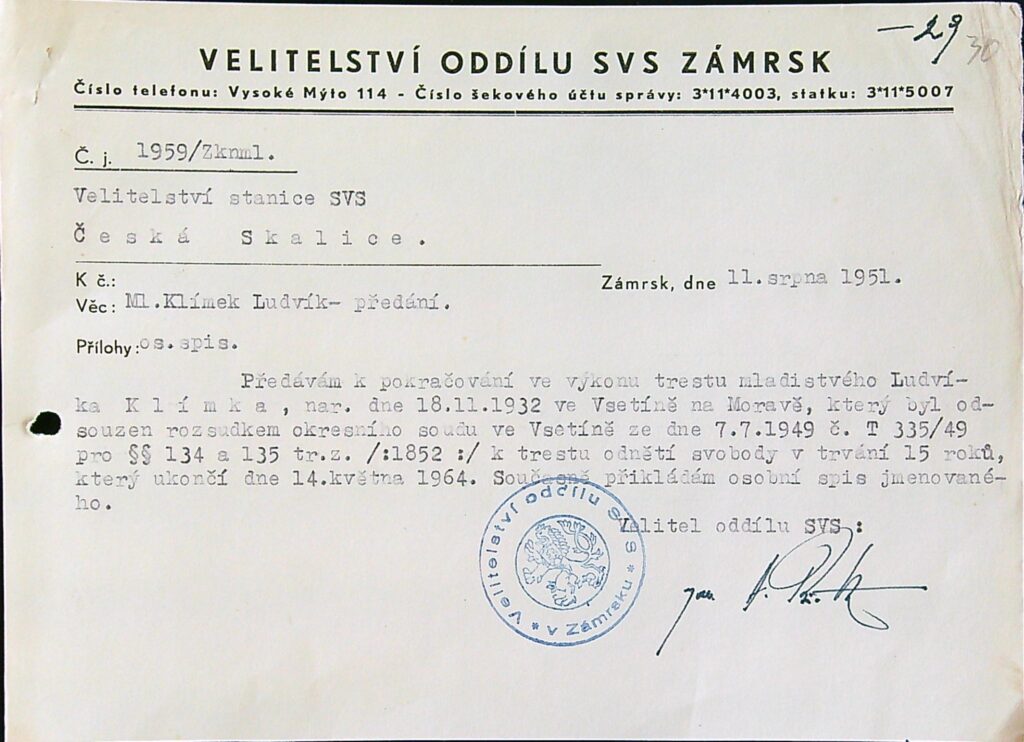 — 29
30
VELITELSTVÍ ODDÍLU SVS ZÁMRSK
Číslo telefonu: Vysoké Mýto 114 - Číslo šekového účtu správy: 3*11*4003, statku: 3*11*5007
Č. j. 1959/Zknml.
Velitelství stanice SVS
Česká Skalice.
K č.:
Zámrsk, dne 11.srpna 1951.
Věc: Ml.Klímek Ludvík- předání.
Přílohy: os.spis.
Předávám k pokračování ve výkonu trestu mladistvého Ludví-
ka Klímka, nar. dne 18.11.1932 ve Vsetíně na Moravě, který byl od-
souzen rozsudkem okresního soudu ve Vsetíně ze dne 7.7.1949 č. T 335/49
pro §§ 134 a 135 tr.z. /:1852 :/ k trestu odnětí svobody v trvání 15 roků,
který ukončí dne 14.května 1964. Současně přikládám osobní spis jmenované-
ho.
Velitel oddílu SVS :
Velitelství oddílu SVS * v Zámrsku *